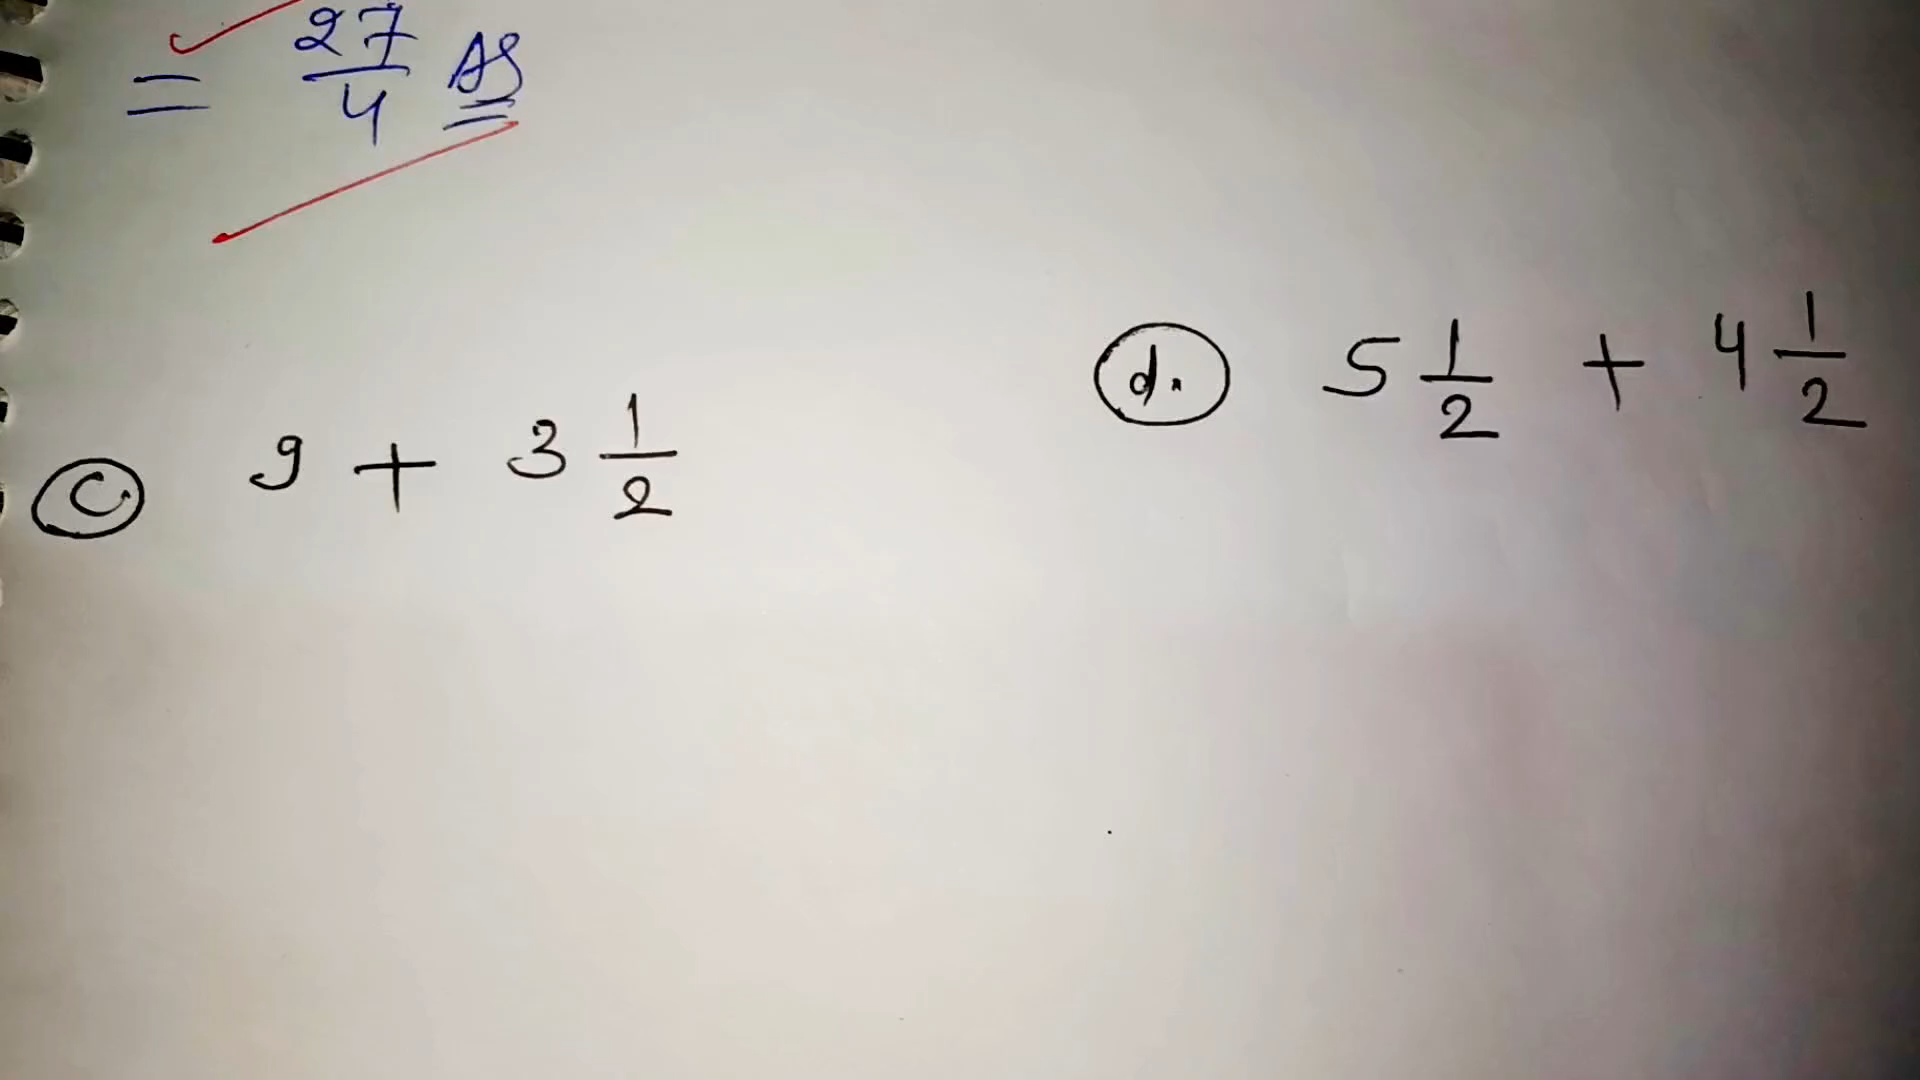 = 27/4 AS
c. 9 + 3 1/2
d. 5 1/2 + 4 1/2